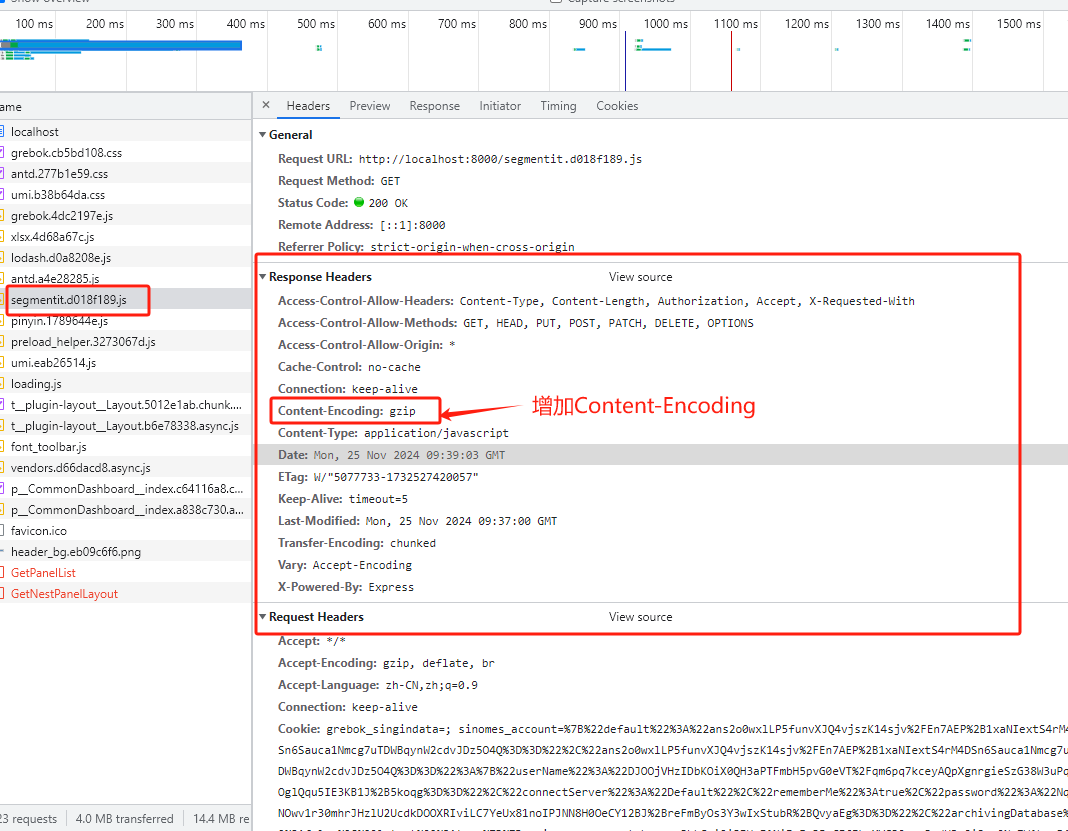 Show overview
Capture screenshots
100 ms 200 ms 300 ms 400 ms 500 ms 600 ms 700 ms 800 ms 900 ms 1000 ms 1100 ms 1200 ms 1300 ms 1400 ms 1500 ms
ame
localhost
grebok.cb5bd108.css
antd.277b1e59.css
umi.b38b64da.css
grebok.4dc2197e.js
xlsx.4d68a67c.js
lodash.d0a8208e.js
antd.a4e28285.js
segmentit.d018f189.js
pinyin.1789644e.js
preload_helper.3273067d.js
umi.eab26514.js
loading.js
t__plugin-layout__Layout.5012e1ab.chunk....
t__plugin-layout__Layout.b6e78338.async.js
font_toolbar.js
vendors.d66dacd8.async.js
p__CommonDashboard__index.c64116a8.c...
p__CommonDashboard__index.a838c730.a...
favicon.ico
header_bg.eb09c6f6.png
GetPanelList
GetNestPanelLayout
23 requests 4.0 MB transferred 14.4 MB re
× Headers Preview Response Initiator Timing Cookies
General
Request URL: http://localhost:8000/segmentit.d018f189.js
Request Method: GET
Status Code: 200 OK
Remote Address: [::1]:8000
Referrer Policy: strict-origin-when-cross-origin
Response Headers View source
Access-Control-Allow-Headers: Content-Type, Content-Length, Authorization, Accept, X-Requested-With
Access-Control-Allow-Methods: GET, HEAD, PUT, POST, PATCH, DELETE, OPTIONS
Access-Control-Allow-Origin: *
Cache-Control: no-cache
Connection: keep-alive
Content-Encoding: gzip
增加Content-Encoding
Content-Type: application/javascript
Date: Mon, 25 Nov 2024 09:39:03 GMT
ETag: W/"5077733-1732527420057"
Keep-Alive: timeout=5
Last-Modified: Mon, 25 Nov 2024 09:37:00 GMT
Transfer-Encoding: chunked
Vary: Accept-Encoding
X-Powered-By: Express
Request Headers View source
Accept: */*
Accept-Encoding: gzip, deflate, br
Accept-Language: zh-CN,zh;q=0.9
Connection: keep-alive
Cookie: grebok_singindata=; sinomes_account=%7B%22default%22%3A%22ans2o0wxlLP5funvXJQ4vjszK14sjv%2FEn7AEP%2B1xaNIextS4rM4
Sn6Sauca1Nmcg7uTDWBqynW2cdvJDz5O4Q%3D%3D%22%2C%22ans2o0wxlLP5funvXJQ4vjszK14sjv%2FEn7AEP%2B1xaNIextS4rM4DSn6Sauca1Nmcg7u
DWBqynW2cdvJDz5O4Q%3D%3D%22%3A%7B%22userName%22%3A%22DJOOjVHzIDbKOiX0QH3aPTFmbH5pvG0eVT%2Fqm6pq7kceyAQpXgnrgieSzG38W3uPq
OglQqu5IE3KB1J%2B5koqg%3D%3D%22%2C%22connectServer%22%3A%22Default%22%2C%22rememberMe%22%3Atrue%2C%22password%22%3A%22Nq
NOwv1r30mhrJHzlU2UcdkDOOXRIviLC7YeUx81noIPJNN8H0OeCY12BJ%2BreFmByOs3Y3wIxStubR%2BQvyaEg%3D%3D%22%2C%22archivingDatabase%